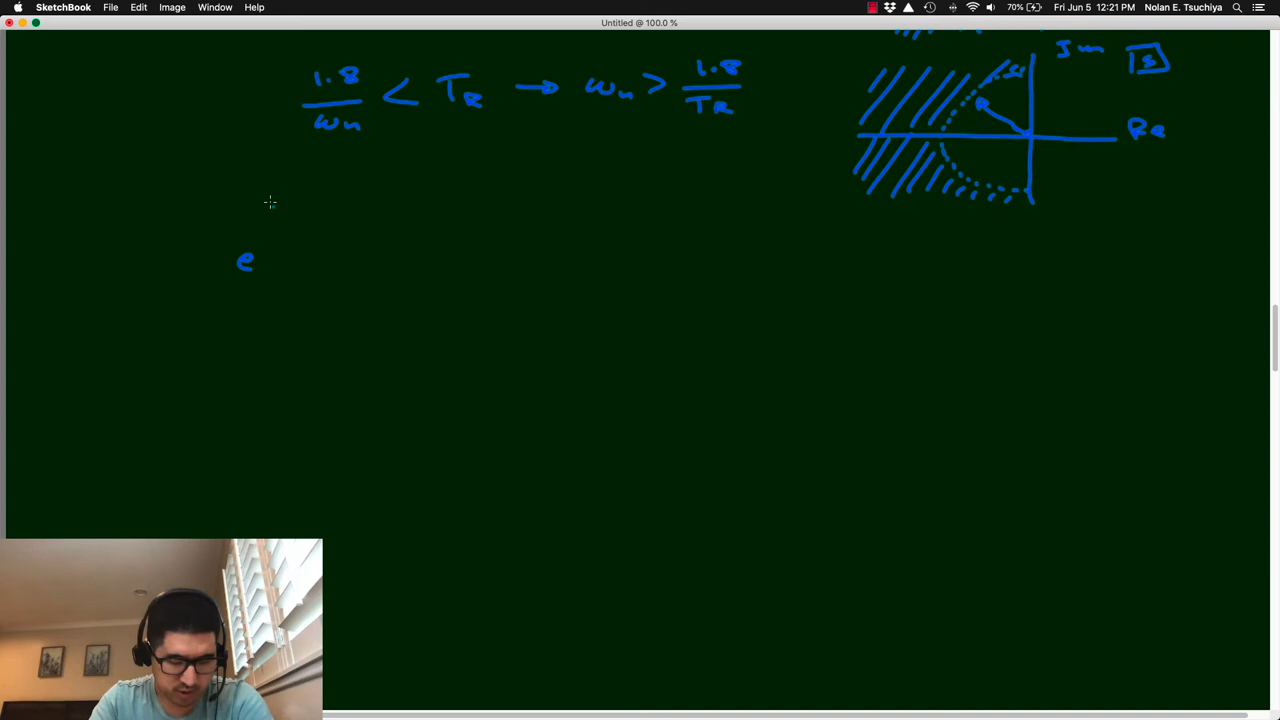 SketchBook File Edit Image Window Help 70% Fri Jun 5 12:21 PM Nolan E. Tsuchiya
Untitled @ 100.0 %
1.8/ωn < TR → ωn > 1.8/TR
Im [s]
Re
e